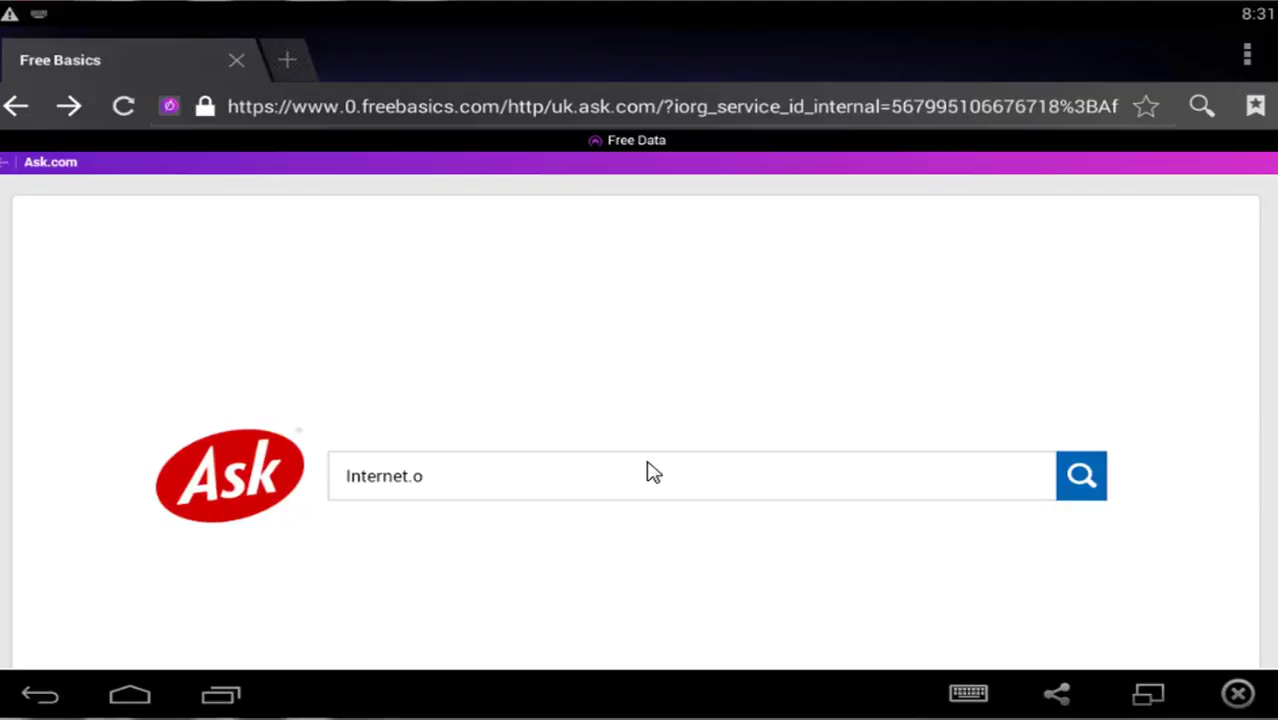 8:31
Free Basics
https://www.0.freebasics.com/http/uk.ask.com/?iorg_service_id_internal=567995106676718%3BAf
Free Data
Ask.com
Ask
Internet.o